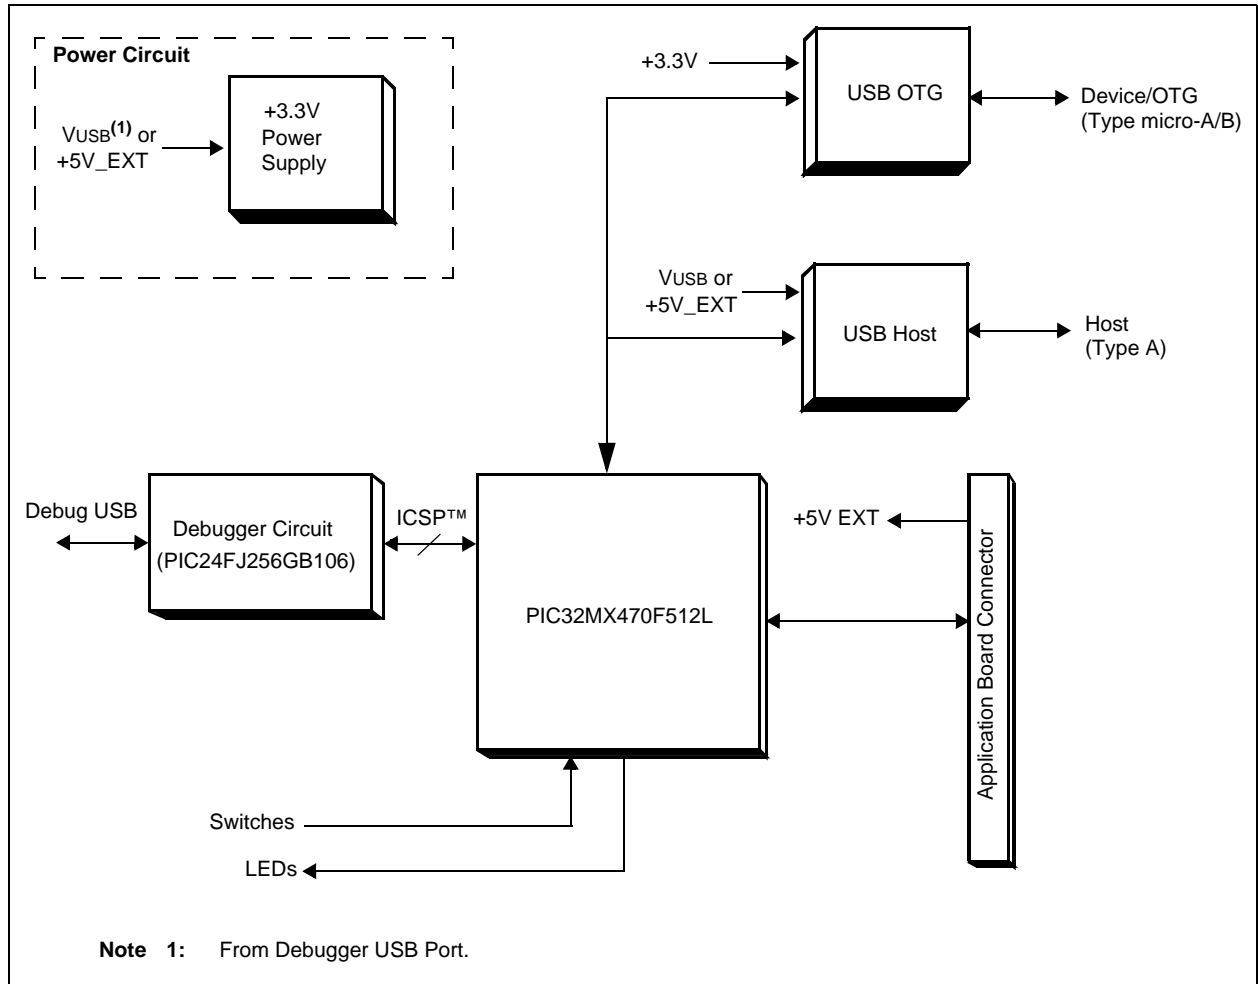 Power Circuit
+3.3V
Power
Supply
VUSB(1) or
+5V_EXT
+3.3V
USB OTG
Device/OTG
(Type micro-A/B)
VUSB or
+5V_EXT
USB Host
Host
(Type A)
Debug USB
Debugger Circuit
(PIC24FJ256GB106)
ICSP™
PIC32MX470F512L
+5V EXT
Application Board Connector
Switches
LEDs
Note 1: From Debugger USB Port.